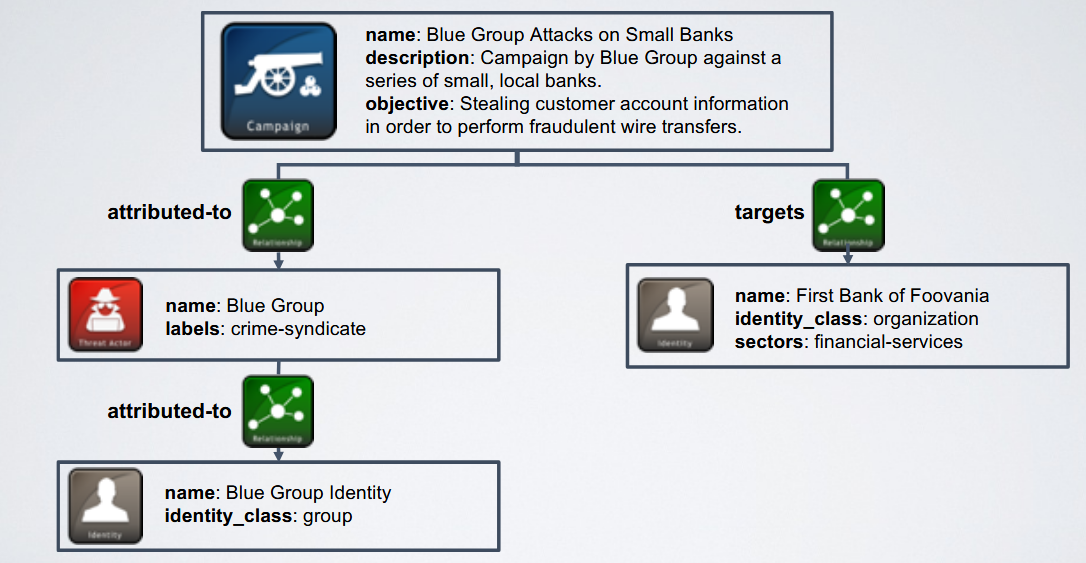 name: Blue Group Attacks on Small Banks
description: Campaign by Blue Group against a
series of small, local banks.
objective: Stealing customer account information
in order to perform fraudulent wire transfers.
Campaign
attributed-to
Relationship
targets
Relationship
name: Blue Group
labels: crime-syndicate
Threat Actor
name: First Bank of Foovania
identity_class: organization
sectors: financial-services
Identity
attributed-to
Relationship
name: Blue Group Identity
identity_class: group
Identity